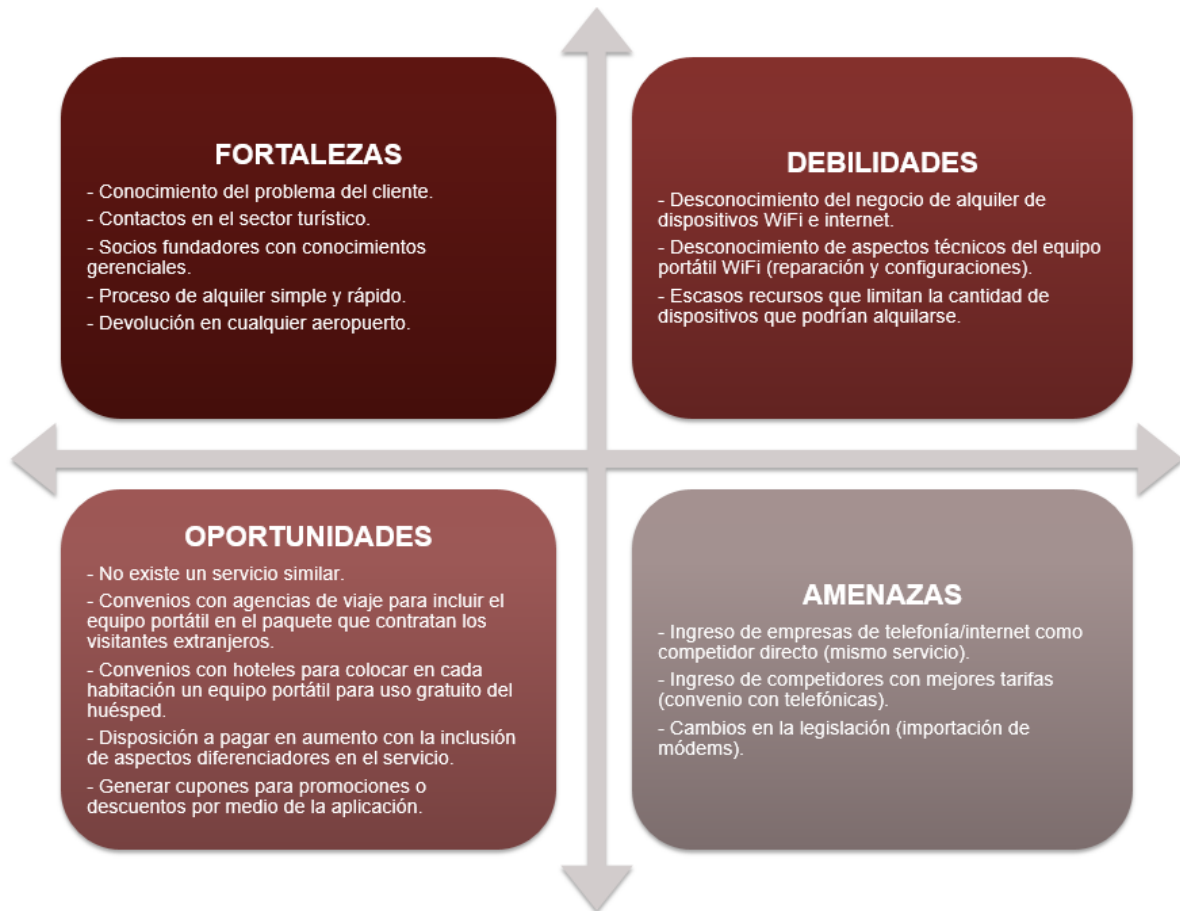 FORTALEZAS
- Conocimiento del problema del cliente.
- Contactos en el sector turístico.
- Socios fundadores con conocimientos
gerenciales.
- Proceso de alquiler simple y rápido.
- Devolución en cualquier aeropuerto.
DEBILIDADES
- Desconocimiento del negocio de alquiler de
dispositivos WiFi e internet.
- Desconocimiento de aspectos técnicos del equipo
portátil WiFi (reparación y configuraciones).
- Escasos recursos que limitan la cantidad de
dispositivos que podrían alquilarse.
OPORTUNIDADES
- No existe un servicio similar.
- Convenios con agencias de viaje para incluir el
equipo portátil en el paquete que contratan los
visitantes extranjeros.
- Convenios con hoteles para colocar en cada
habitación un equipo portátil para uso gratuito del
huésped.
- Disposición a pagar en aumento con la inclusión
de aspectos diferenciadores en el servicio.
- Generar cupones para promociones o
descuentos por medio de la aplicación.
AMENAZAS
- Ingreso de empresas de telefonía/internet como
competidor directo (mismo servicio).
- Ingreso de competidores con mejores tarifas
(convenio con telefónicas).
- Cambios en la legislación (importación de
módems).